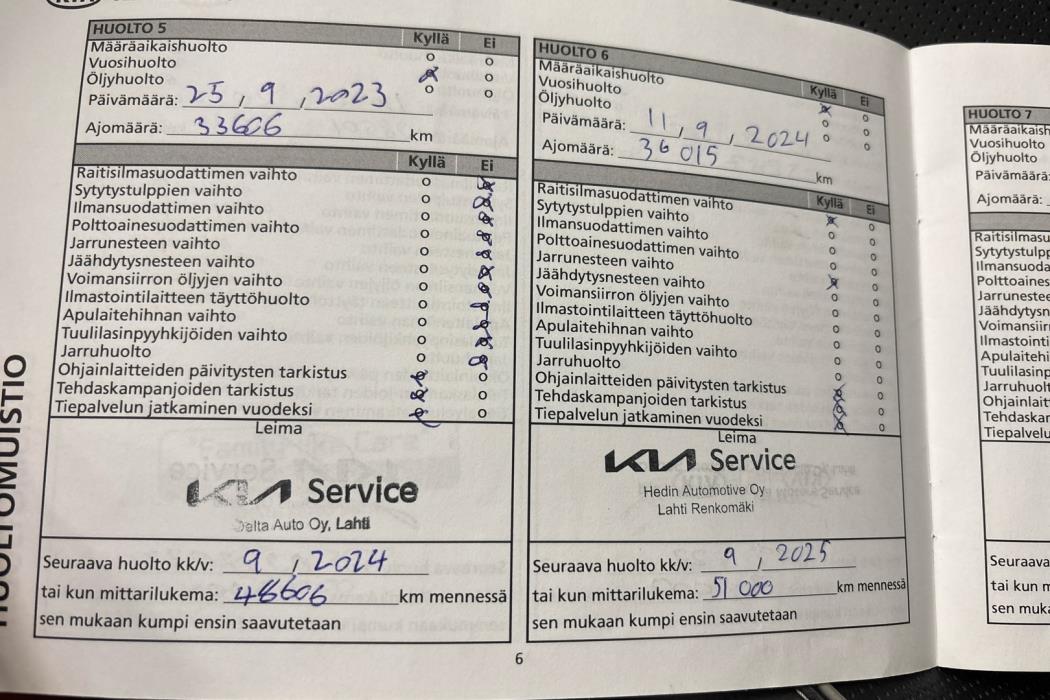 HUOLTO 5
Kyllä Ei
Määräaikaishuolto
Vuosihuolto
Öljyhuolto
Päivämäärä: 25, 9, 2023
Ajomäärä: 33606 km
Kyllä Ei
Raitisilmasuodattimen vaihto
Sytytystulppien vaihto
Ilmansuodattimen vaihto
Polttoainesuodattimen vaihto
Jarrunesteen vaihto
Jäähdytysnesteen vaihto
Voimansiirron öljyjen vaihto
Ilmastointilaitteen täyttöhuolto
Apulaitehihnan vaihto
Tuulilasinpyyhkijöiden vaihto
Jarruhuolto
Ohjainlaitteiden päivitysten tarkistus
Tehdaskampanjoiden tarkistus
Tiepalvelun jatkaminen vuodeksi
Leima
KIA Service
Delta Auto Oy, Lahti
Seuraava huolto kk/v: 9, 2024
tai kun mittarilukema: 48606 km mennessä
sen mukaan kumpi ensin saavutetaan
HUOLTO 6
Kyllä Ei
Määräaikaishuolto
Vuosihuolto
Öljyhuolto
Päivämäärä: 11, 9, 2024
Ajomäärä: 36 015 km
Kyllä Ei
Raitisilmasuodattimen vaihto
Sytytystulppien vaihto
Ilmansuodattimen vaihto
Polttoainesuodattimen vaihto
Jarrunesteen vaihto
Jäähdytysnesteen vaihto
Voimansiirron öljyjen vaihto
Ilmastointilaitteen täyttöhuolto
Apulaitehihnan vaihto
Tuulilasinpyyhkijöiden vaihto
Jarruhuolto
Ohjainlaitteiden päivitysten tarkistus
Tehdaskampanjoiden tarkistus
Tiepalvelun jatkaminen vuodeksi
Leima
KIA Service
Hedin Automotive Oy
Lahti Renkomäki
Seuraava huolto kk/v: 9, 2025
tai kun mittarilukema: 51 000 km mennessä
sen mukaan kumpi ensin saavutetaan
6
HUOLTO 7
Vuosihuolto
Öljyhuolto
Päivämäärä:
Ajomäärä:
Seuraava
tai kun
sen